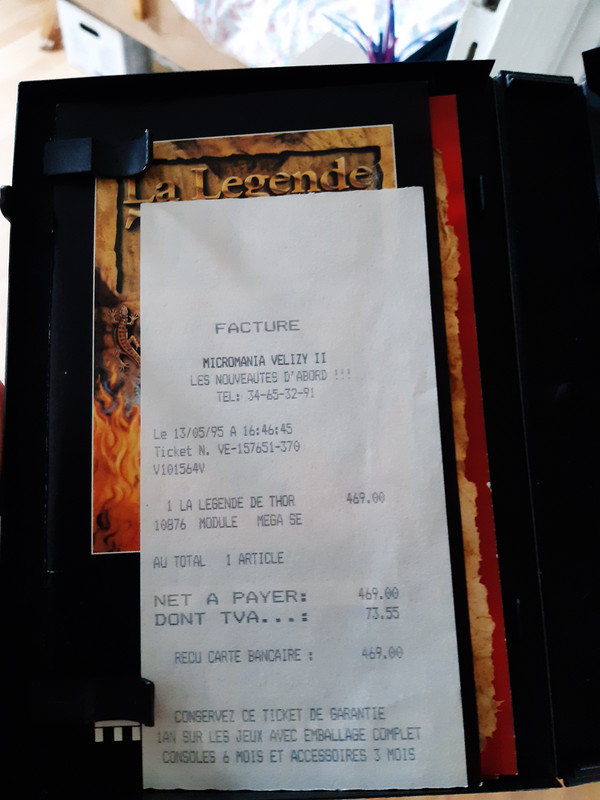 La Legende
FACTURE
MICROMANIA VELIZY II
LES NOUVEAUTES D'ABORD !!!
TEL: 34-65-32-91
Le 13/05/95 A 16:46:45
Ticket N. VE-157651-370
V101564V
1 LA LEGENDE DE THOR 469.00
10876 MODULE MEGA SE
AU TOTAL 1 ARTICLE
NET A PAYER: 469.00
DONT TVA...: 73.55
RECU CARTE BANCAIRE : 469.00
CONSERVEZ CE TICKET DE GARANTIE
1AN SUR LES JEUX AVEC EMBALLAGE COMPLET
CONSOLES 6 MOIS ET ACCESSOIRES 3 MOIS